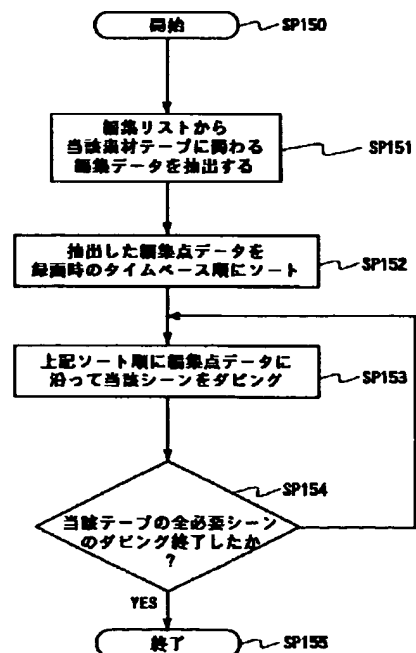 開始
SP150
編集リストから
当該素材テープに関わる
編集データを抽出する
SP151
抽出した編集点データを
録画時のタイムベース順にソート
SP152
上記ソート順に編集点データに
沿って当該シーンをダビング
SP153
SP154
当該テープの全必要シーン
のダビング終了したか
?
YES
終了
SP155